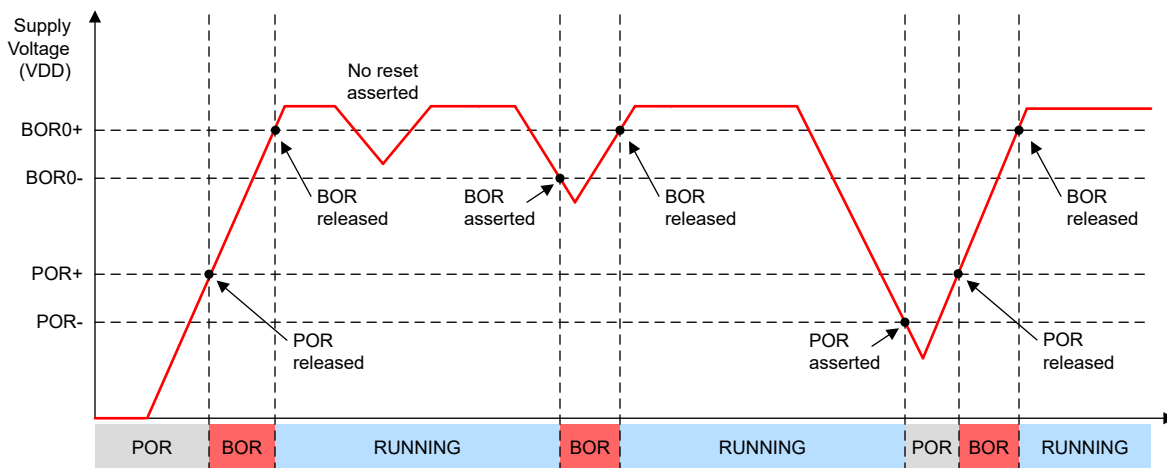 Supply
Voltage
(VDD)
No reset
asserted
BOR0+
BOR0-
BOR
released
BOR
asserted
BOR
released
BOR
released
POR+
POR-
POR
released
POR
asserted
POR
released
POR BOR RUNNING BOR RUNNING POR BOR RUNNING